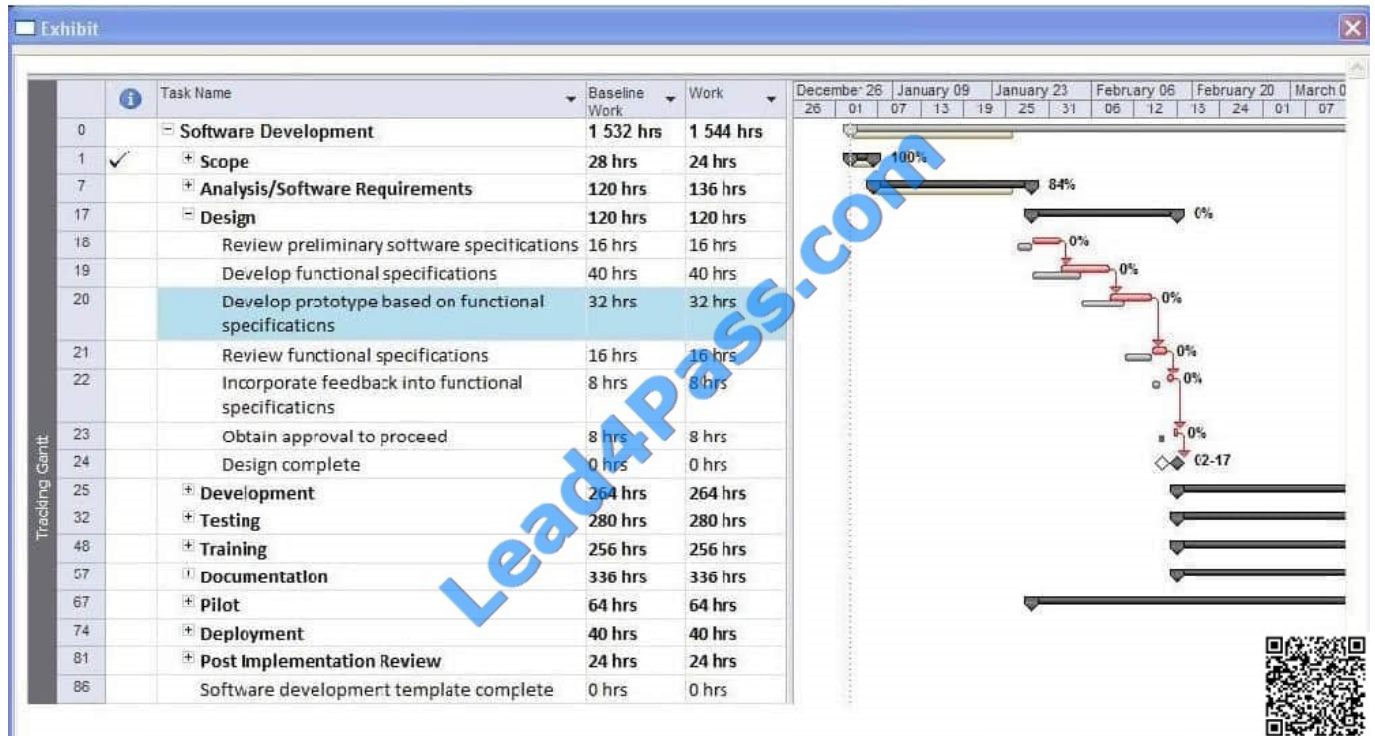 Exhibit
Task Name Baseline Work Work December 26 January 09 January 23 February 06 February 20 March 0
26 01 07 13 19 25 31 06 12 18 24 01 07
0 Software Development 1 532 hrs 1 544 hrs
1 Scope 28 hrs 24 hrs 100%
7 Analysis/Software Requirements 120 hrs 136 hrs 84%
17 Design 120 hrs 120 hrs 0%
18 Review preliminary software specifications 16 hrs 16 hrs 0%
19 Develop functional specifications 40 hrs 40 hrs 0%
20 Develop prototype based on functional 32 hrs 32 hrs 0%
specifications
21 Review functional specifications 16 hrs 16 hrs 0%
22 Incorporate feedback into functional 8 hrs 8 hrs 0%
specifications
23 Obtain approval to proceed 8 hrs 8 hrs 0%
24 Design complete 0 hrs 0 hrs 02-17
25 Development 264 hrs 264 hrs
32 Testing 280 hrs 280 hrs
48 Training 256 hrs 256 hrs
57 Documentation 336 hrs 336 hrs
67 Pilot 64 hrs 64 hrs
74 Deployment 40 hrs 40 hrs
81 Post Implementation Review 24 hrs 24 hrs
86 Software development template complete 0 hrs 0 hrs
Tracking Gantt
Lead4Pass.com